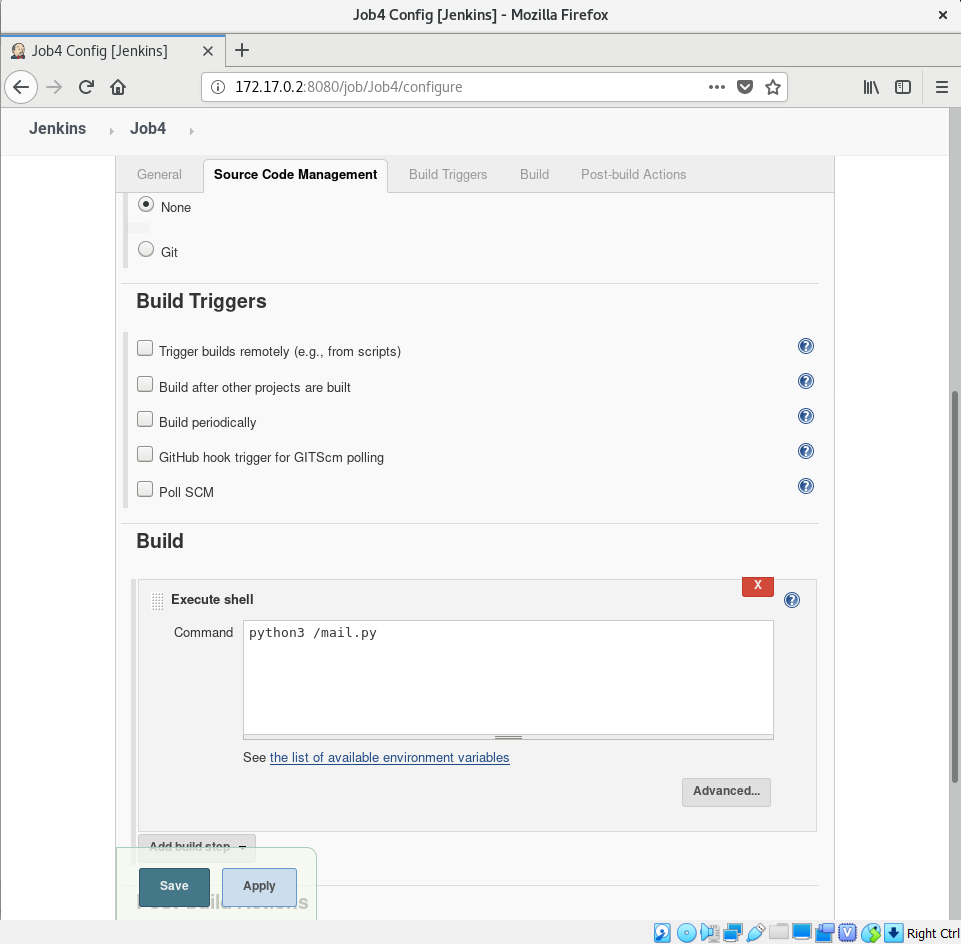 Job4 Config [Jenkins] - Mozilla Firefox
Job4 Config [Jenkins]
172.17.0.2:8080/job/Job4/configure
Jenkins Job4
General Source Code Management Build Triggers Build Post-build Actions
None
Git
Build Triggers
Trigger builds remotely (e.g., from scripts)
Build after other projects are built
Build periodically
GitHub hook trigger for GITScm polling
Poll SCM
Build
X
Execute shell
Command python3 /mail.py
See the list of available environment variables
Advanced...
Add build step
Save Apply
Post-build Actions
Right Ctrl